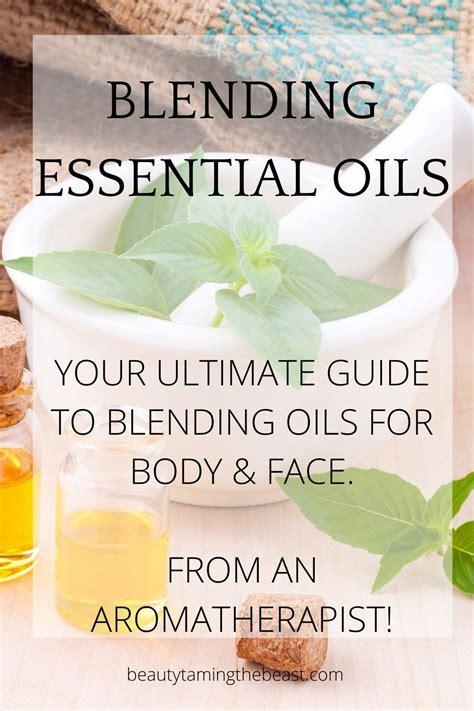 BLENDING
ESSENTIAL OILS
YOUR ULTIMATE GUIDE
TO BLENDING OILS FOR
BODY & FACE.
FROM AN
AROMATHERAPIST!
beautytamingthebeast.com